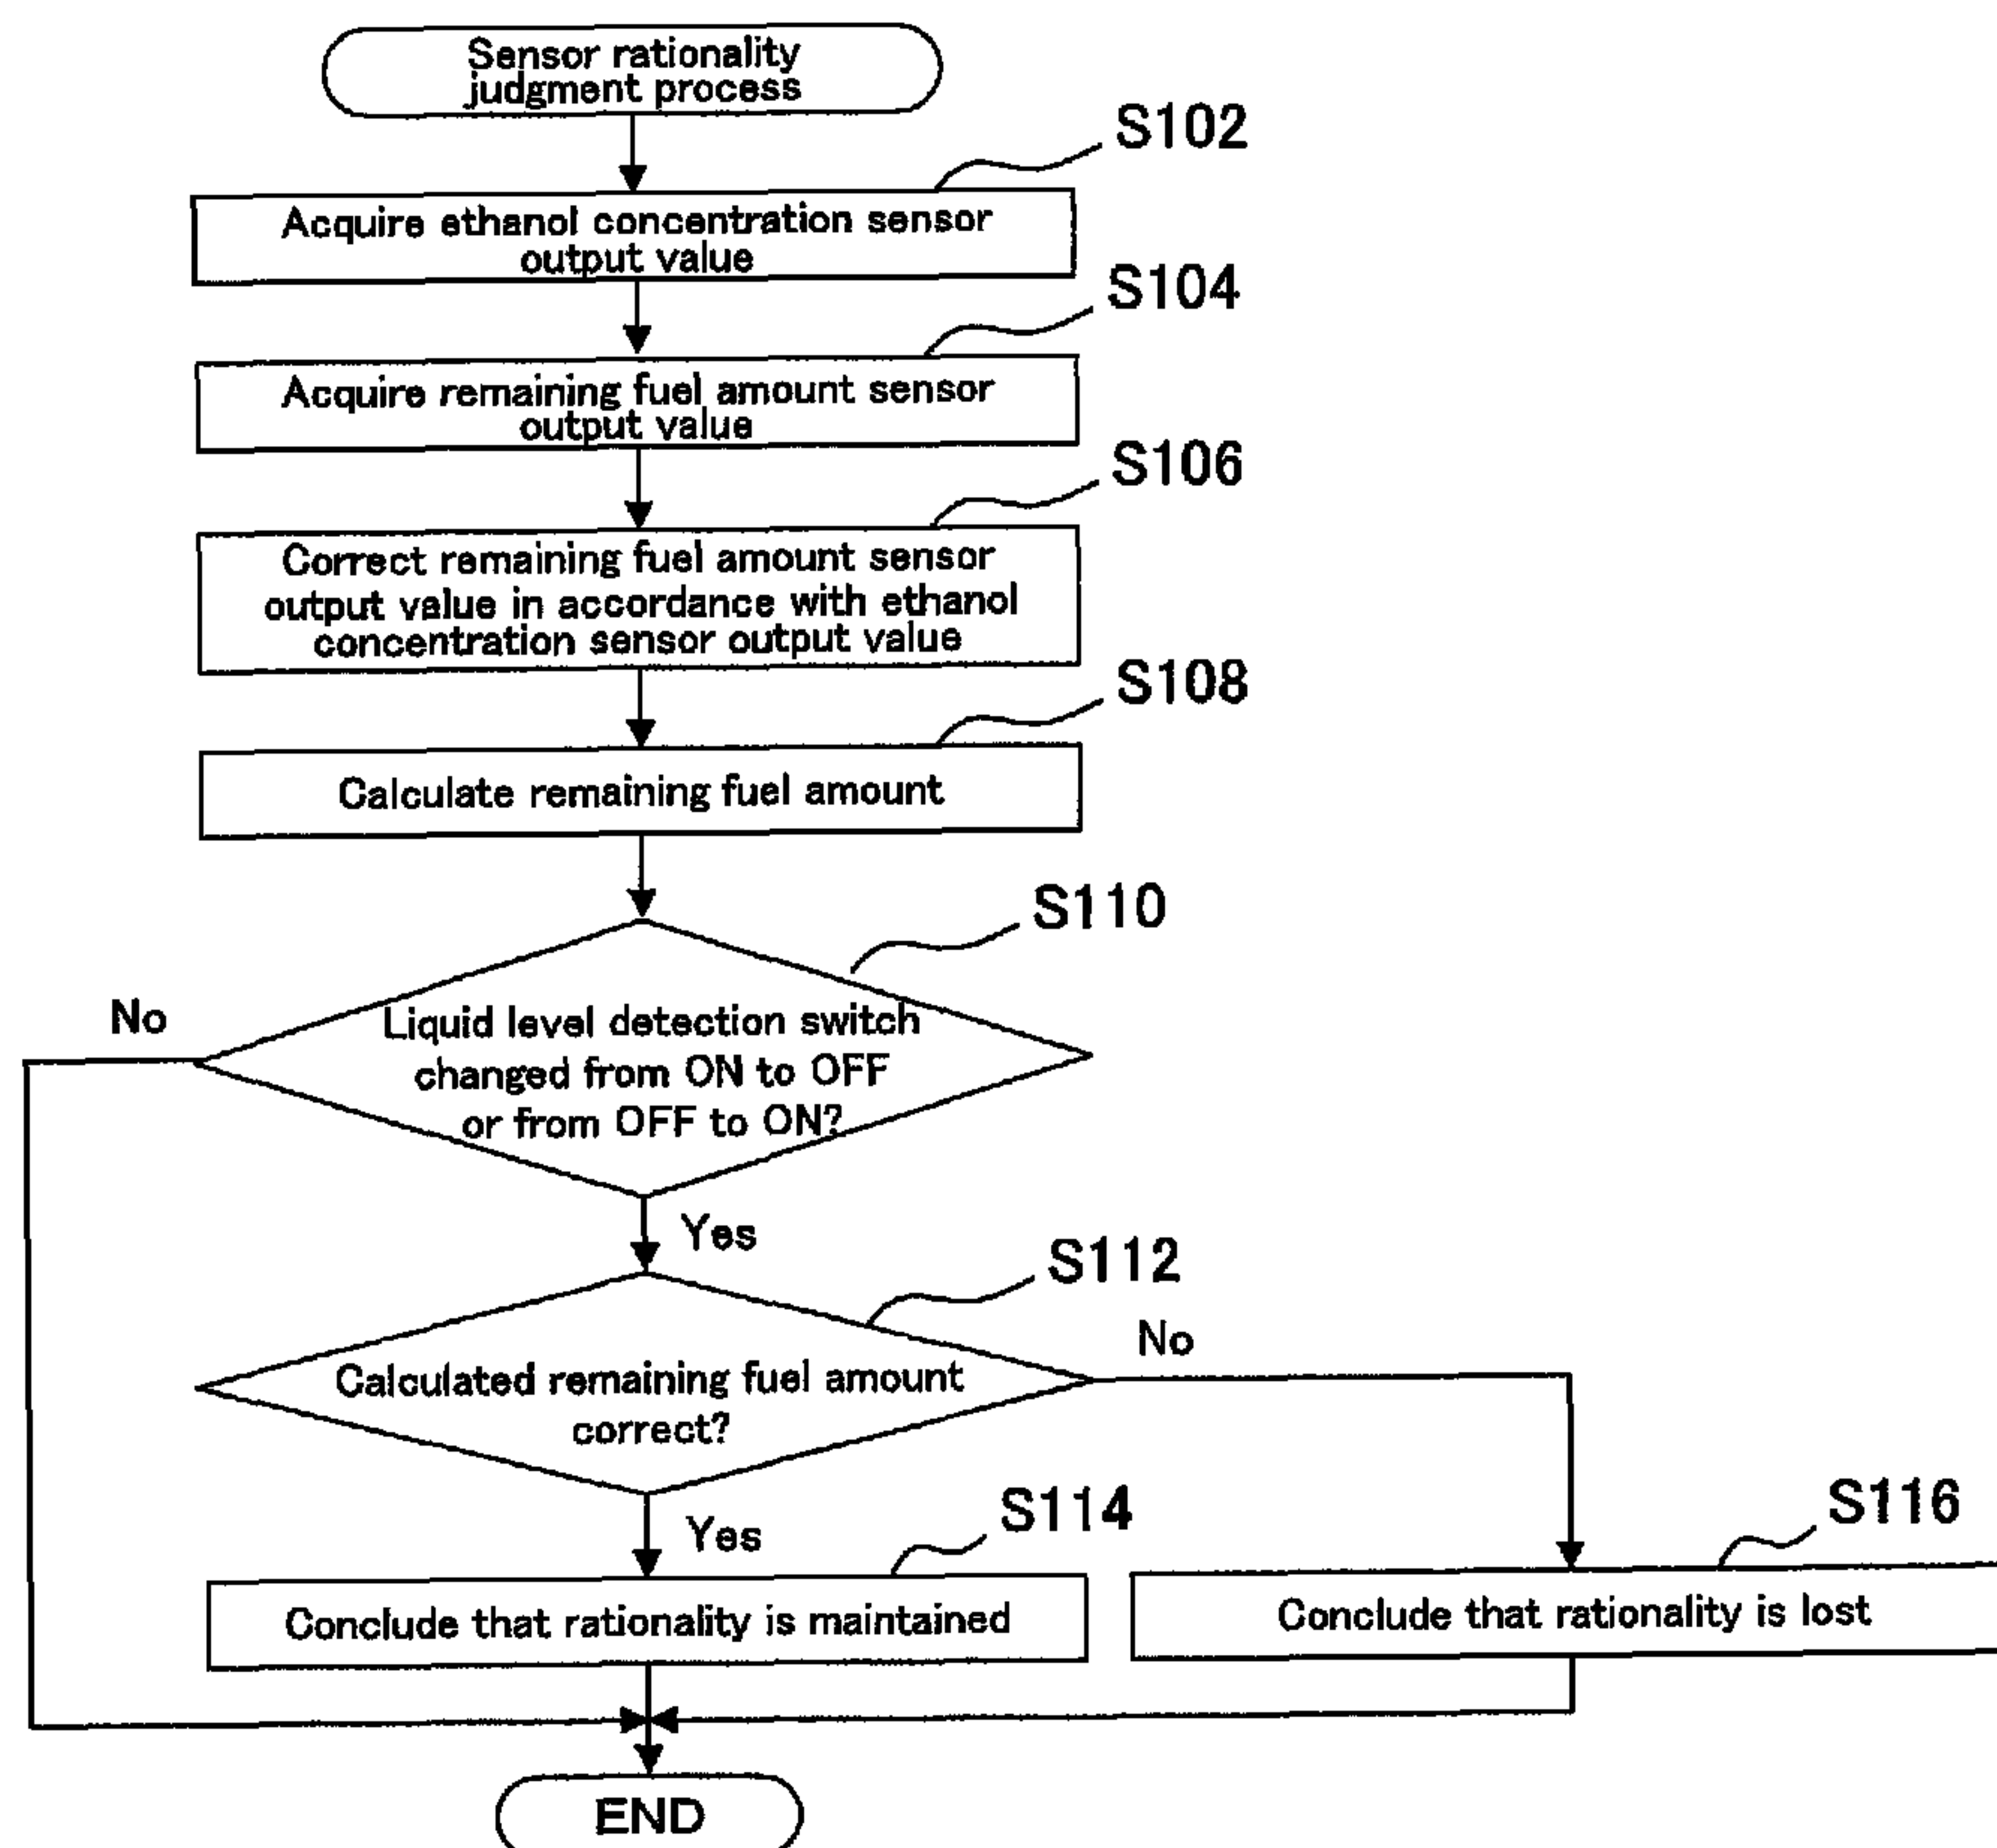 Sensor rationality
judgment process
S102
Acquire ethanol concentration sensor
output value
S104
Acquire remaining fuel amount sensor
output value
S106
Correct remaining fuel amount sensor
output value in accordance with ethanol
concentration sensor output value
S108
Calculate remaining fuel amount
S110
No
Liquid level detection switch
changed from ON to OFF
or from OFF to ON?
Yes
S112
No
Calculated remaining fuel amount
correct?
Yes
S114
S116
Conclude that rationality is maintained
Conclude that rationality is lost
END